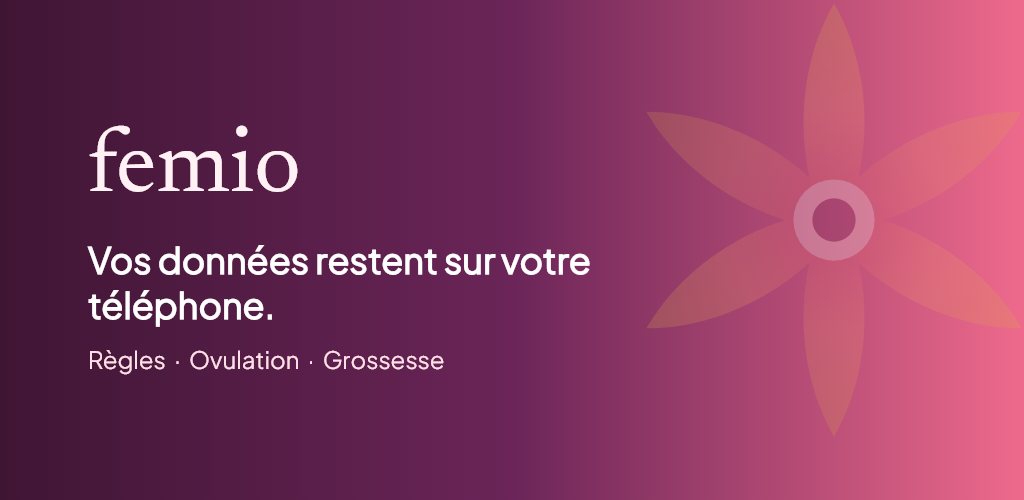 femio
Vos données restent sur votre
téléphone.
Règles · Ovulation · Grossesse